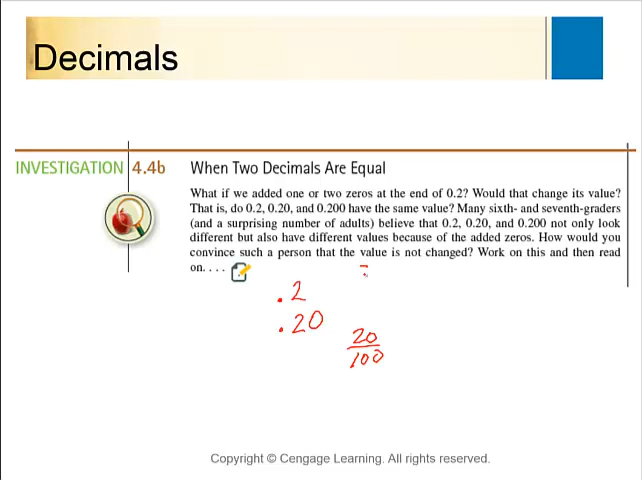 Decimals
INVESTIGATION 4.4b When Two Decimals Are Equal
What if we added one or two zeros at the end of 0.2? Would that change its value?
That is, do 0.2, 0.20, and 0.200 have the same value? Many sixth- and seventh-graders
(and a surprising number of adults) believe that 0.2, 0.20, and 0.200 not only look
different but also have different values because of the added zeros. How would you
convince such a person that the value is not changed? Work on this and then read
on. . . .
.2
.20
20
100
Copyright © Cengage Learning. All rights reserved.